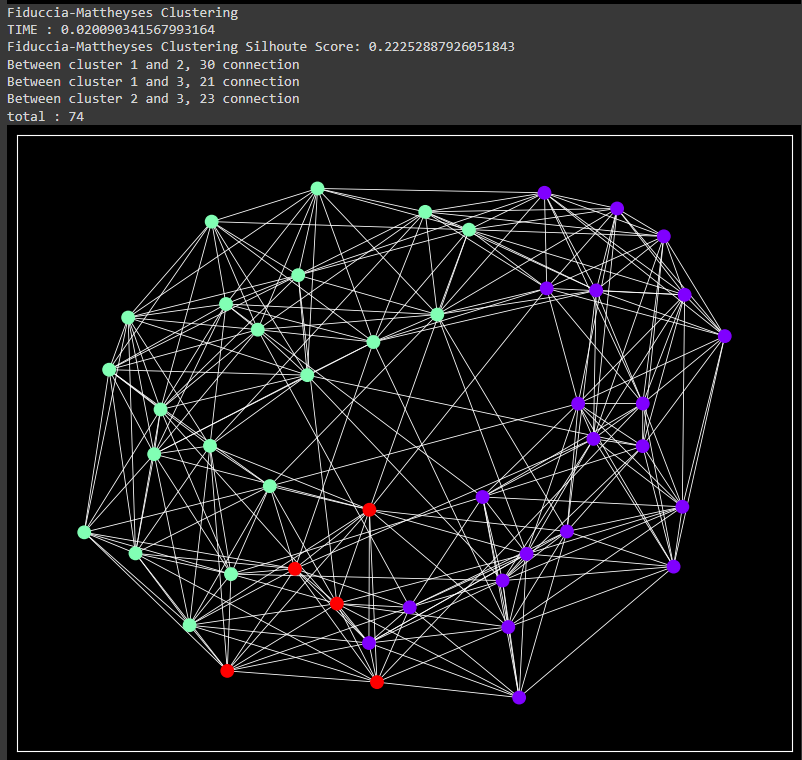 Fiduccia-Mattheyses Clustering
TIME : 0.020090341567993164
Fiduccia-Mattheyses Clustering Silhoute Score: 0.22252887926051843
Between cluster 1 and 2, 30 connection
Between cluster 1 and 3, 21 connection
Between cluster 2 and 3, 23 connection
total : 74